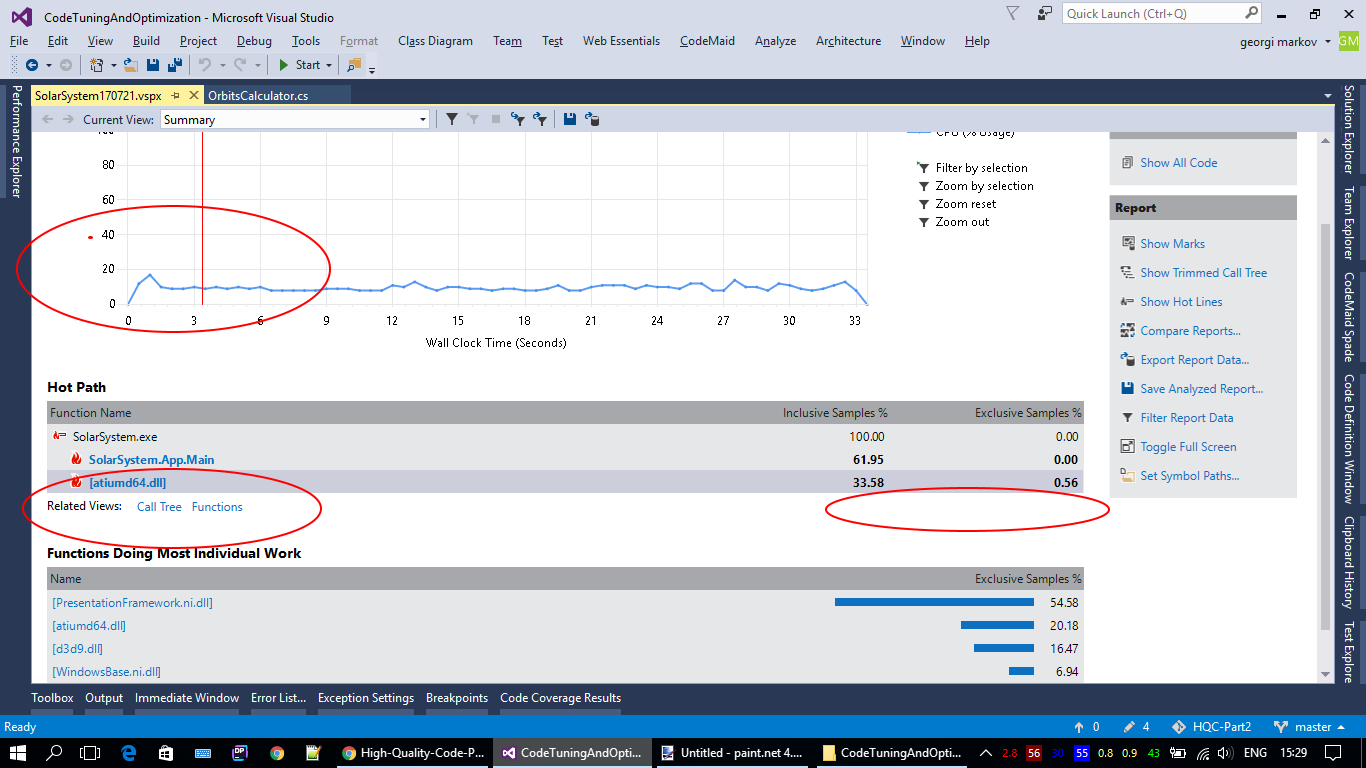 CodeTuningAndOptimization - Microsoft Visual Studio
Quick Launch (Ctrl+Q)
File Edit View Build Project Debug Tools Format Class Diagram Team Test Web Essentials CodeMaid Analyze Architecture Window Help
georgi markov GM
Start
SolarSystem170721.vspx OrbitsCalculator.cs
Current View: Summary
Performance Explorer
100
80
60
40
20
0
0 3 6 9 12 15 18 21 24 27 30 33
Wall Clock Time (Seconds)
CPU (% Usage)
Filter by selection
Zoom by selection
Zoom reset
Zoom out
Show All Code
Report
Show Marks
Show Trimmed Call Tree
Show Hot Lines
Compare Reports...
Export Report Data...
Save Analyzed Report...
Filter Report Data
Toggle Full Screen
Set Symbol Paths...
Hot Path
Function Name Inclusive Samples % Exclusive Samples %
SolarSystem.exe 100.00 0.00
SolarSystem.App.Main 61.95 0.00
[atiumd64.dll] 33.58 0.56
Related Views: Call Tree Functions
Functions Doing Most Individual Work
Name Exclusive Samples %
[PresentationFramework.ni.dll] 54.58
[atiumd64.dll] 20.18
[d3d9.dll] 16.47
[WindowsBase.ni.dll] 6.94
Solution Explorer
Team Explorer
CodeMaid Spade
Code Definition Window
Clipboard History
Test Explore
Toolbox Output Immediate Window Error List... Exception Settings Breakpoints Code Coverage Results
Ready 0 4 HQC-Part2 master
DP High-Quality-Code-P... CodeTuningAndOpti... Untitled - paint.net 4.... CodeTuningAndOpti... 2.8 56 30 55 0.8 0.9 43 ENG 15:29